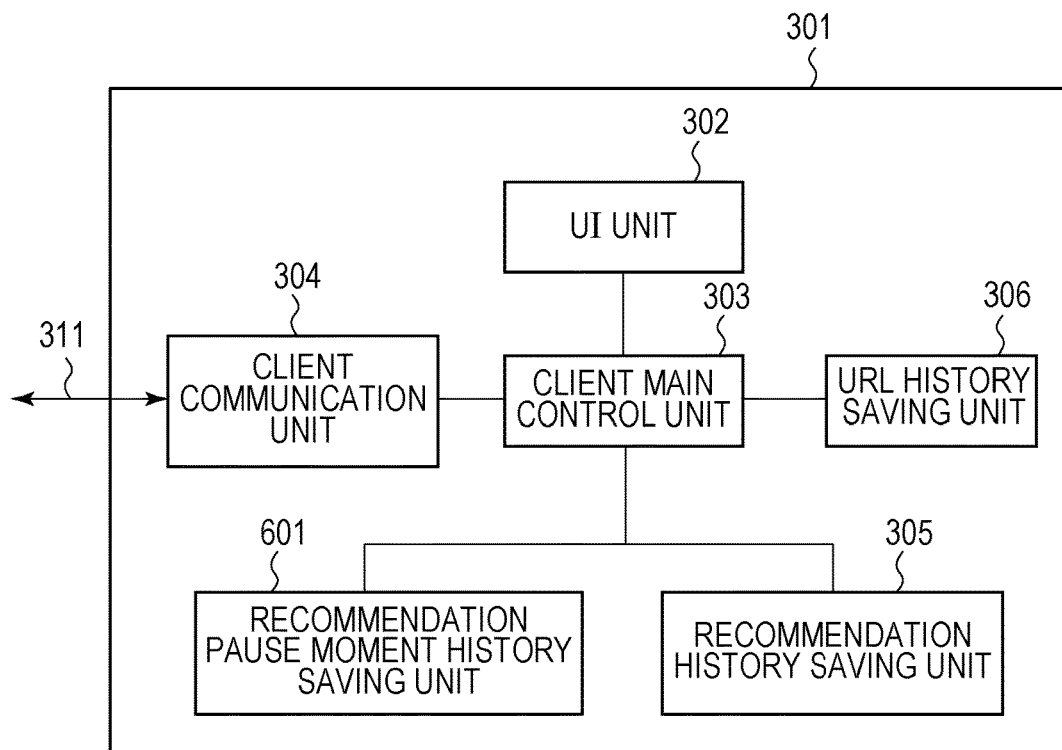 301
302
UI UNIT
304
303
306
311
CLIENT
COMMUNICATION
UNIT
CLIENT MAIN
CONTROL UNIT
URL HISTORY
SAVING UNIT
601
305
RECOMMENDATION
PAUSE MOMENT HISTORY
SAVING UNIT
RECOMMENDATION
HISTORY SAVING UNIT